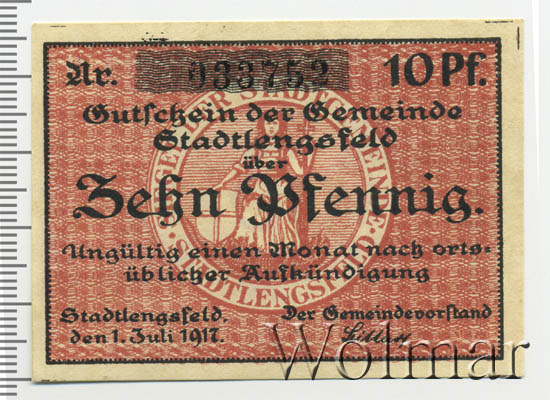 Nr. 033752 10 Pf.
Gutschein der Gemeinde
Stadtlengsfeld
über
Zehn Pfennig.
Ungültig einen Monat nach orts-
üblicher Aufkündigung
Stadtlengsfeld, Der Gemeindevorstand
den 1. Juli 1917.
STADTLENGSFELD
Wolmar